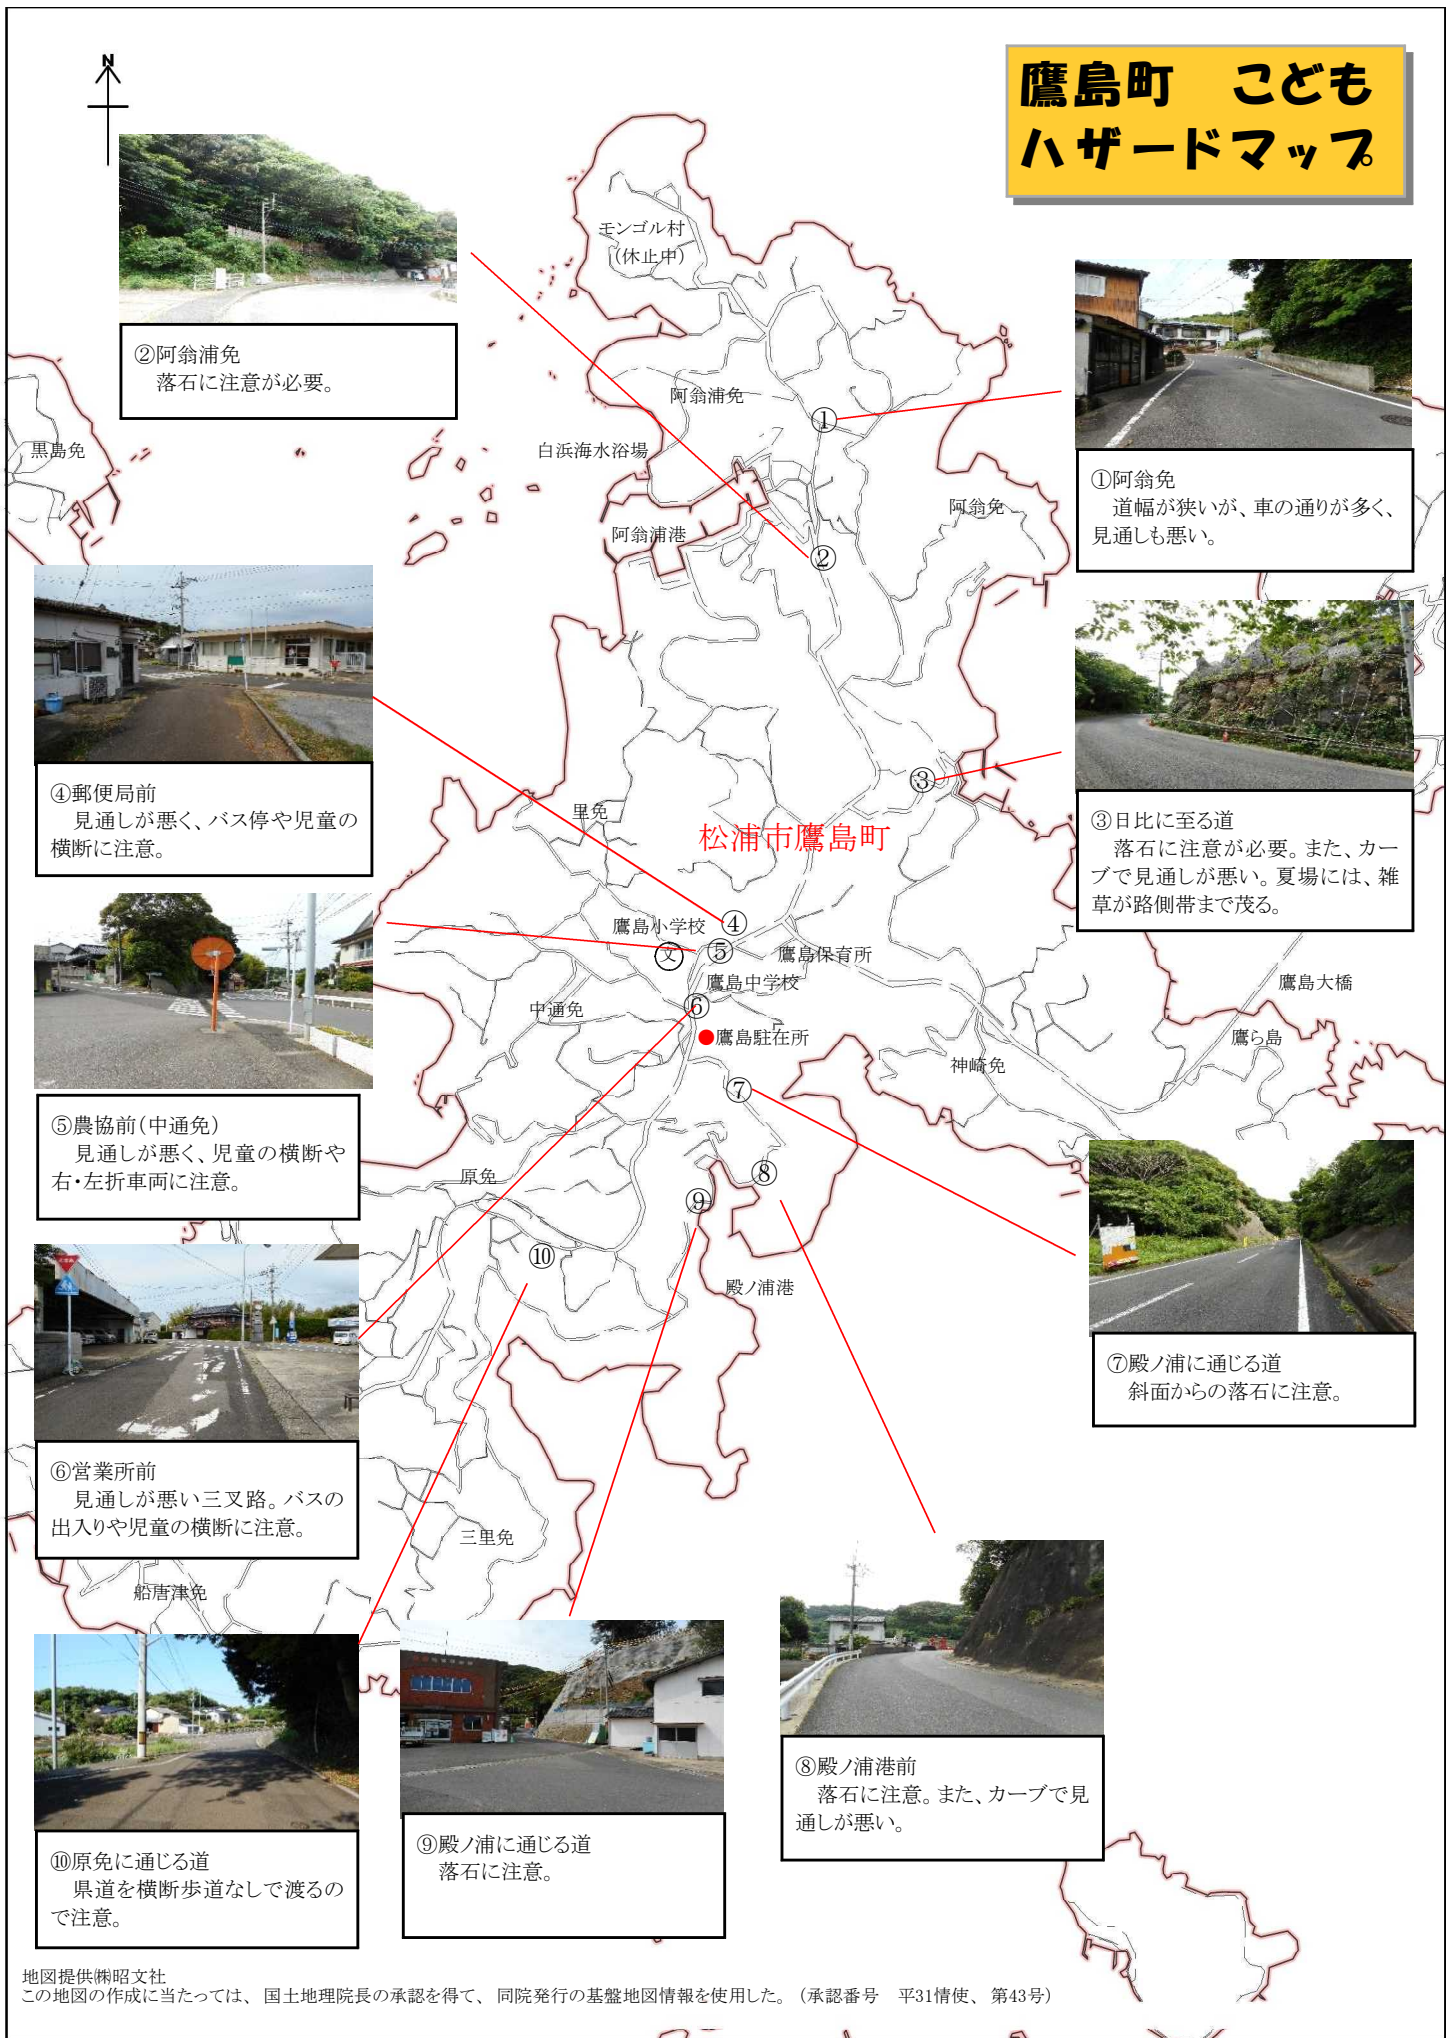 N
鷹島町　こども
ハザードマップ
モンゴル村
(休止中)
②阿翁浦免
落石に注意が必要。
阿翁浦免
①
黒島免
白浜海水浴場
①阿翁免
道幅が狭いが、車の通りが多く、
見通しも悪い。
阿翁免
阿翁浦港
②
③
④郵便局前
見通しが悪く、バス停や児童の
横断に注意。
里免
松浦市鷹島町
③日比に至る道
落石に注意が必要。また、カー
ブで見通しが悪い。夏場には、雑
草が路側帯まで茂る。
鷹島小学校
④
文
⑤
鷹島保育所
鷹島中学校
鷹島大橋
中通免
⑥
鷹島駐在所
鷹ら島
神崎免
⑦
⑤農協前(中通免)
見通しが悪く、児童の横断や
右・左折車両に注意。
原免
⑧
⑨
⑩
殿ノ浦港
⑦殿ノ浦に通じる道
斜面からの落石に注意。
⑥営業所前
見通しが悪い三叉路。バスの
出入りや児童の横断に注意。
三里免
船唐津免
⑧殿ノ浦港前
落石に注意。また、カーブで見
通しが悪い。
⑨殿ノ浦に通じる道
落石に注意。
⑩原免に通じる道
県道を横断歩道なしで渡るの
で注意。
地図提供㈱昭文社
この地図の作成に当たっては、国土地理院長の承認を得て、同院発行の基盤地図情報を使用した。（承認番号　平31情使、第43号）